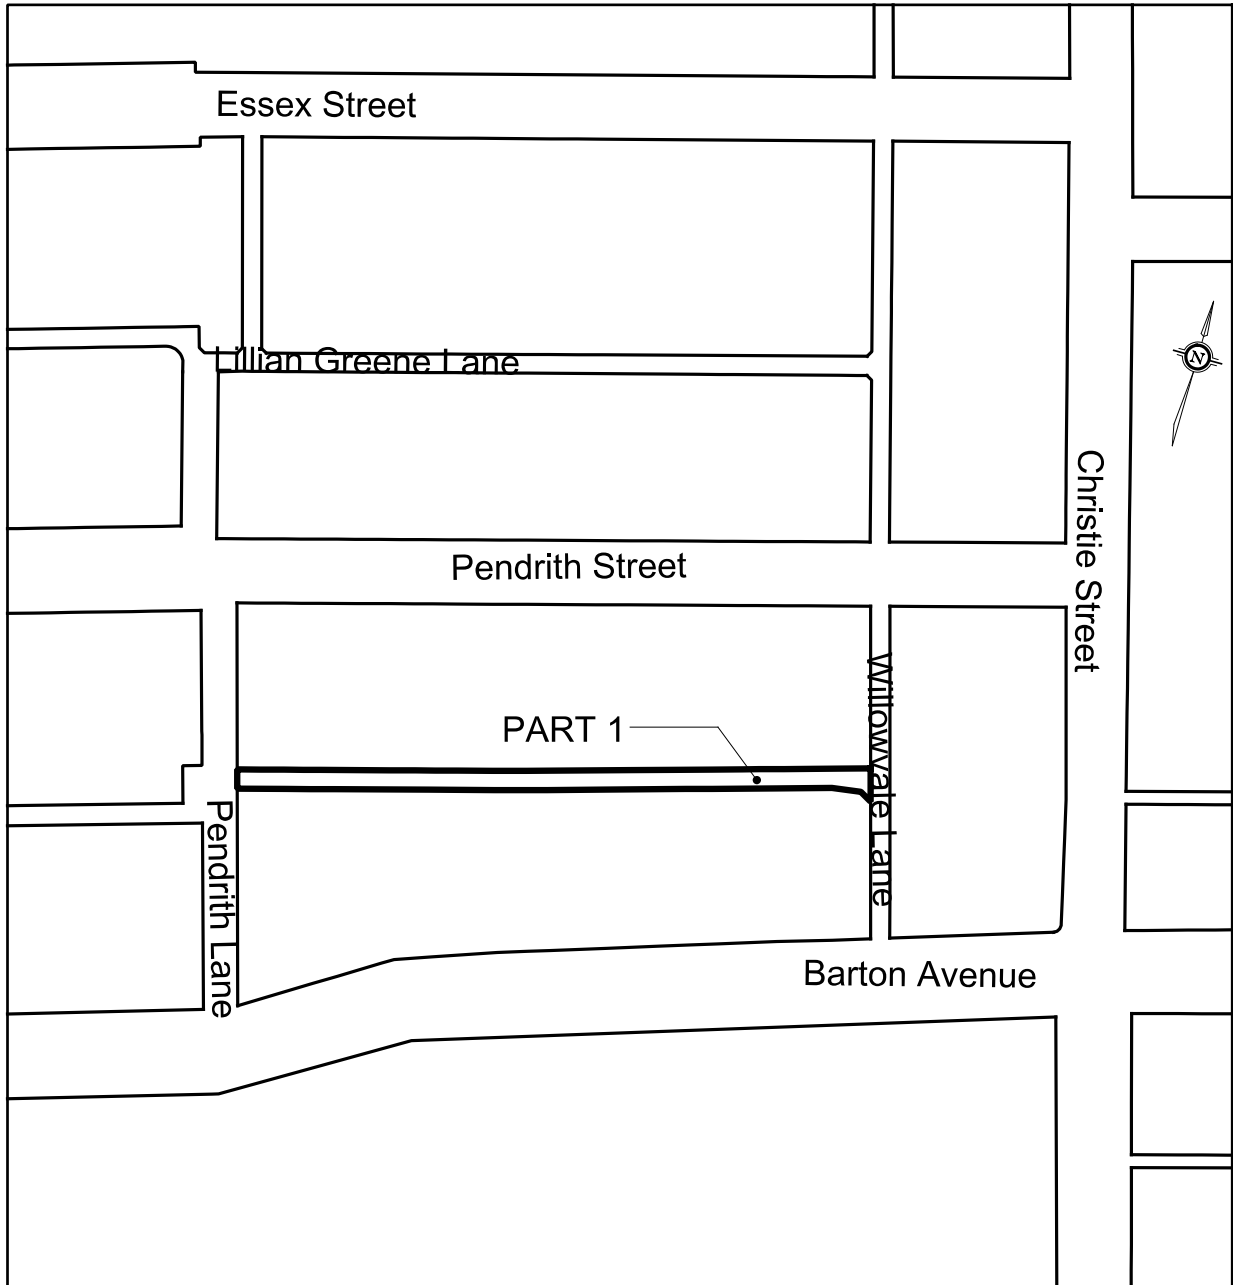 Essex Street
Lillian Greene Lane
N
Christie Street
Pendrith Street
Willowvale Lane
PART 1
Pendrith Lane
Barton Avenue